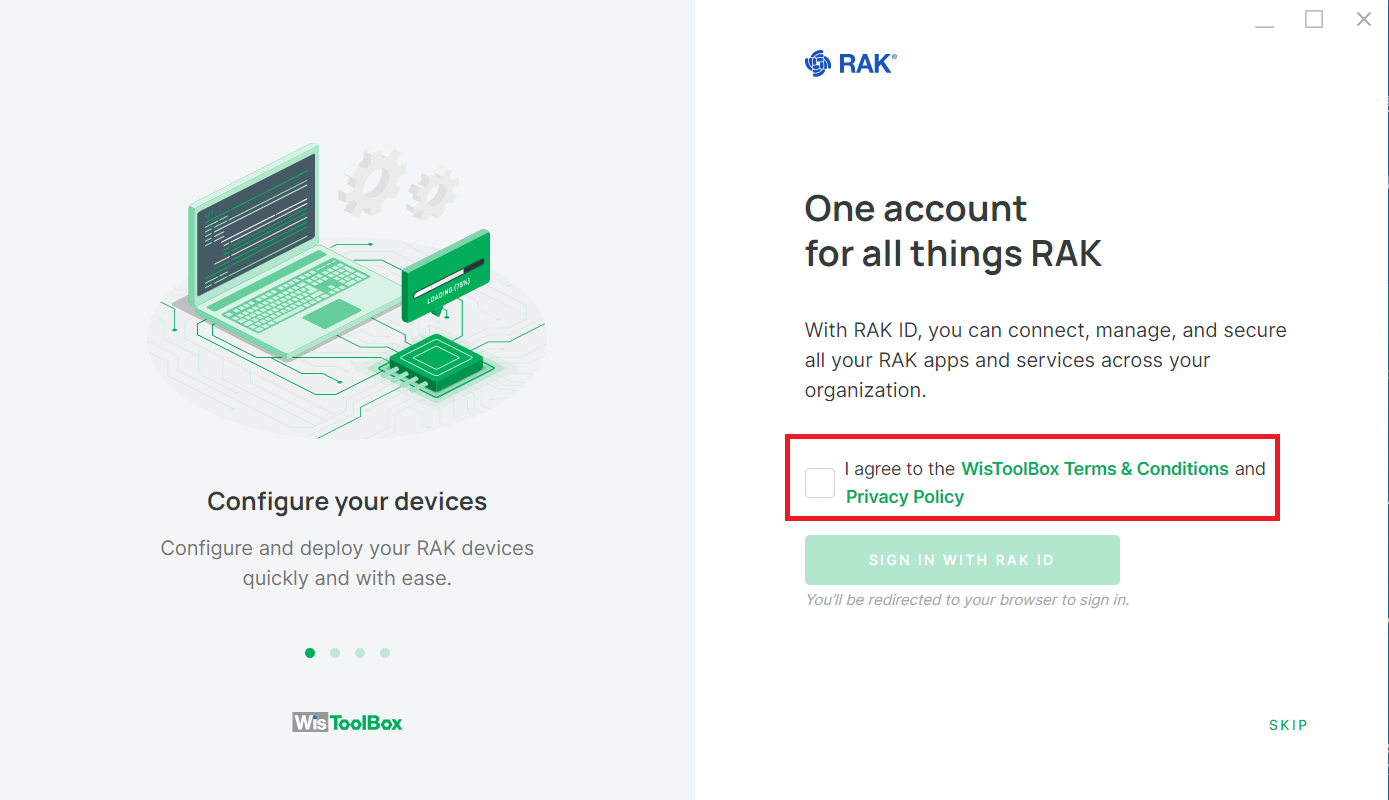 LOADING (75%)
Configure your devices
Configure and deploy your RAK devices
quickly and with ease.
WisToolBox
RAK®
One account
for all things RAK
With RAK ID, you can connect, manage, and secure
all your RAK apps and services across your
organization.
I agree to the WisToolBox Terms & Conditions and
Privacy Policy
SIGN IN WITH RAK ID
You'll be redirected to your browser to sign in.
SKIP